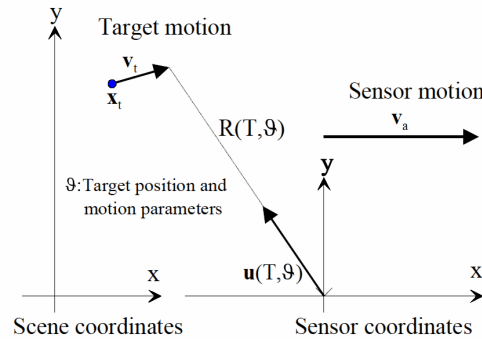 y
Target motion
v_t
x_t
Sensor motion
v_a
R(T,ϑ)
y
ϑ:Target position and
motion parameters
u(T,ϑ)
x
x
Scene coordinates
Sensor coordinates